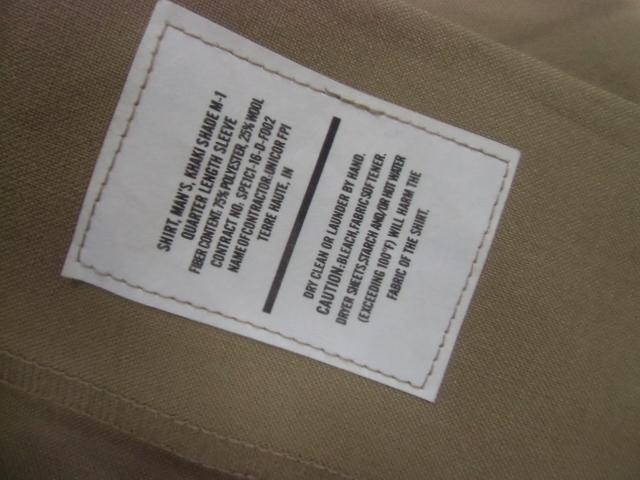 SHIRT, MAN'S, KHAKI SHADE M-1
QUARTER LENGTH SLEEVE
FIBER CONTENT: 75% POLYESTER, 25% WOOL
CONTRACT NO: SPE1C1-16-D-F002
NAME OF CONTRACTOR: UNICOR FPI
TERRE HAUTE, IN
DRY CLEAN OR LAUNDER BY HAND.
CAUTION: BLEACH, FABRIC SOFTENER,
DRYER SHEETS, STARCH AND/OR HOT WATER
(EXCEEDING 100°F) WILL HARM THE
FABRIC OF THE SHIRT.